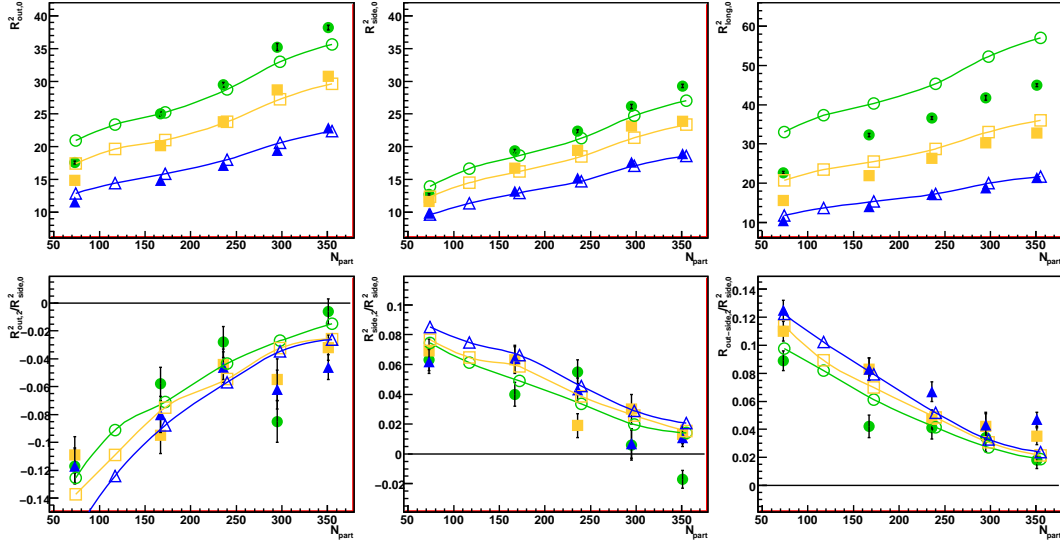 R²out,0
40
35
30
25
20
15
10
50 100 150 200 250 300 350
Npart
R²side,0
40
35
30
25
20
15
10
50 100 150 200 250 300 350
Npart
R²long,0
60
50
40
30
20
10
50 100 150 200 250 300 350
Npart
R²out,2/R²side,0
0
−0.02
−0.04
−0.06
−0.08
−0.1
−0.12
−0.14
50 100 150 200 250 300 350
Npart
R²side,2/R²side,0
0.1
0.08
0.06
0.04
0.02
0
−0.02
50 100 150 200 250 300 350
Npart
Rout−side,2/R²side,0
0.14
0.12
0.1
0.08
0.06
0.04
0.02
0
50 100 150 200 250 300 350
Npart